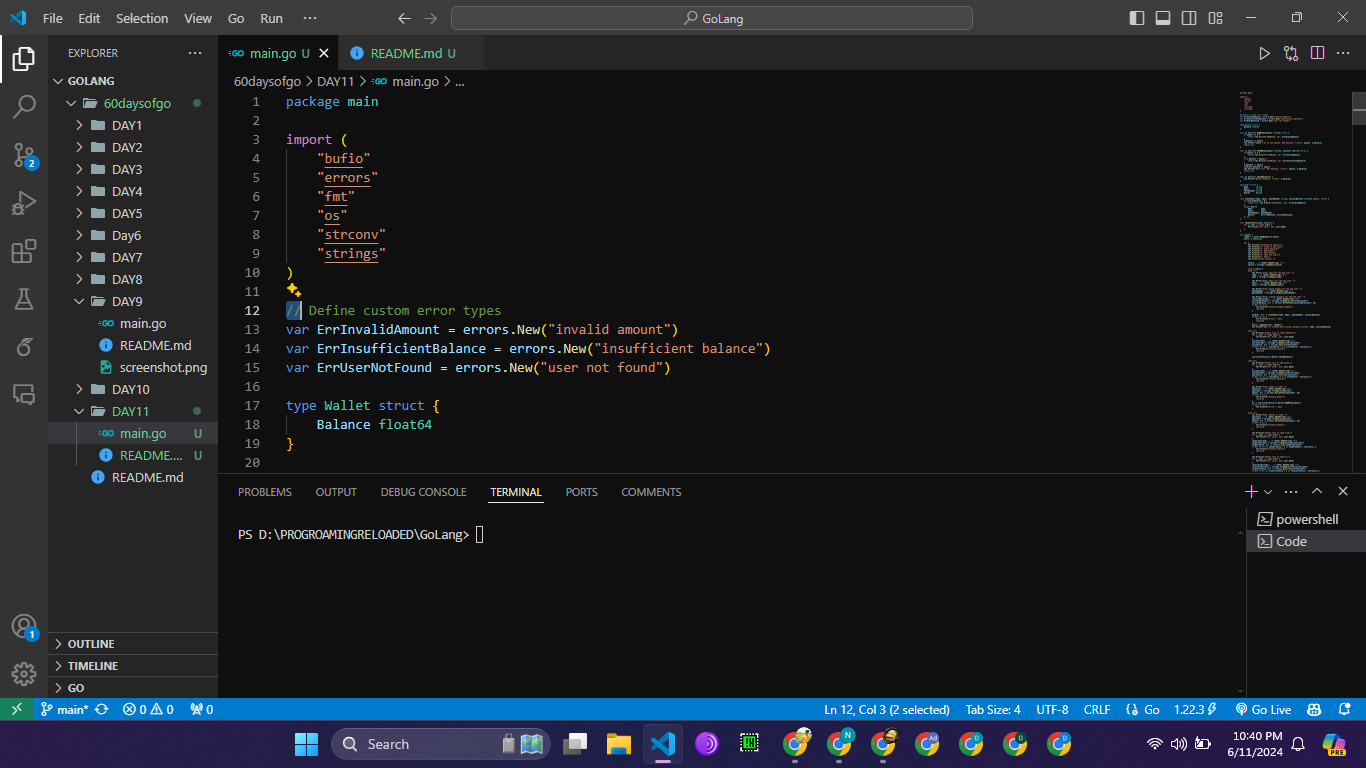 File Edit Selection View Go Run ··· GoLang
EXPLORER ···
main.go U
README.md U
GOLANG
60daysofgo
DAY1
DAY2
DAY3
DAY4
DAY5
Day6
DAY7
DAY8
DAY9
main.go
README.md
screenshot.png
DAY10
DAY11
main.go U
README.... U
README.md
OUTLINE
TIMELINE
GO
2
1
60daysofgo > DAY11 > main.go > ...
1 package main
2
3 import (
4 "bufio"
5 "errors"
6 "fmt"
7 "os"
8 "strconv"
9 "strings"
10 )
11
12 // Define custom error types
13 var ErrInvalidAmount = errors.New("invalid amount")
14 var ErrInsufficientBalance = errors.New("insufficient balance")
15 var ErrUserNotFound = errors.New("user not found")
16
17 type Wallet struct {
18 Balance float64
19 }
20
PROBLEMS OUTPUT DEBUG CONSOLE TERMINAL PORTS COMMENTS
PS D:\PROGROAMINGRELOADED\GoLang>
powershell
Code
main* 0 0 0 Ln 12, Col 3 (2 selected) Tab Size: 4 UTF-8 CRLF Go 1.22.3 Go Live
Search
N
Ad
D
D
D
D
10:40 PM
6/11/2024
PRE